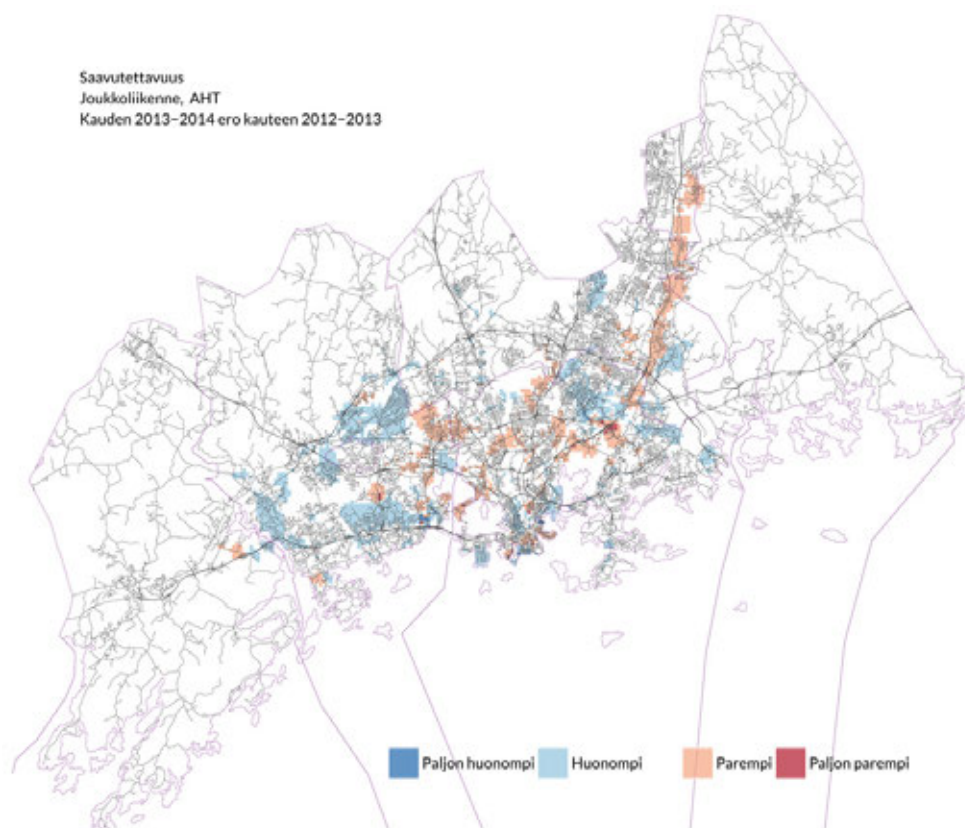 Saavutettavuus
Joukkoliikenne, AHT
Kauden 2013–2014 ero kauteen 2012–2013
Paljon huonompi Huonompi Parempi Paljon parempi